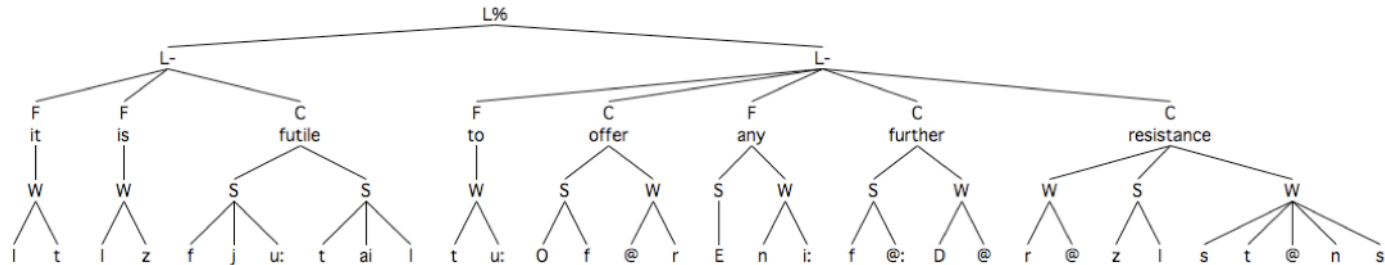 L%
L- L-
F F C F C F C C
it is futile to offer any further resistance
W W S S W S W S W S W W S W
I t I z f j u: t ai l t u: O f @ r E n i: f @: D @ r @ z I s t @ n s